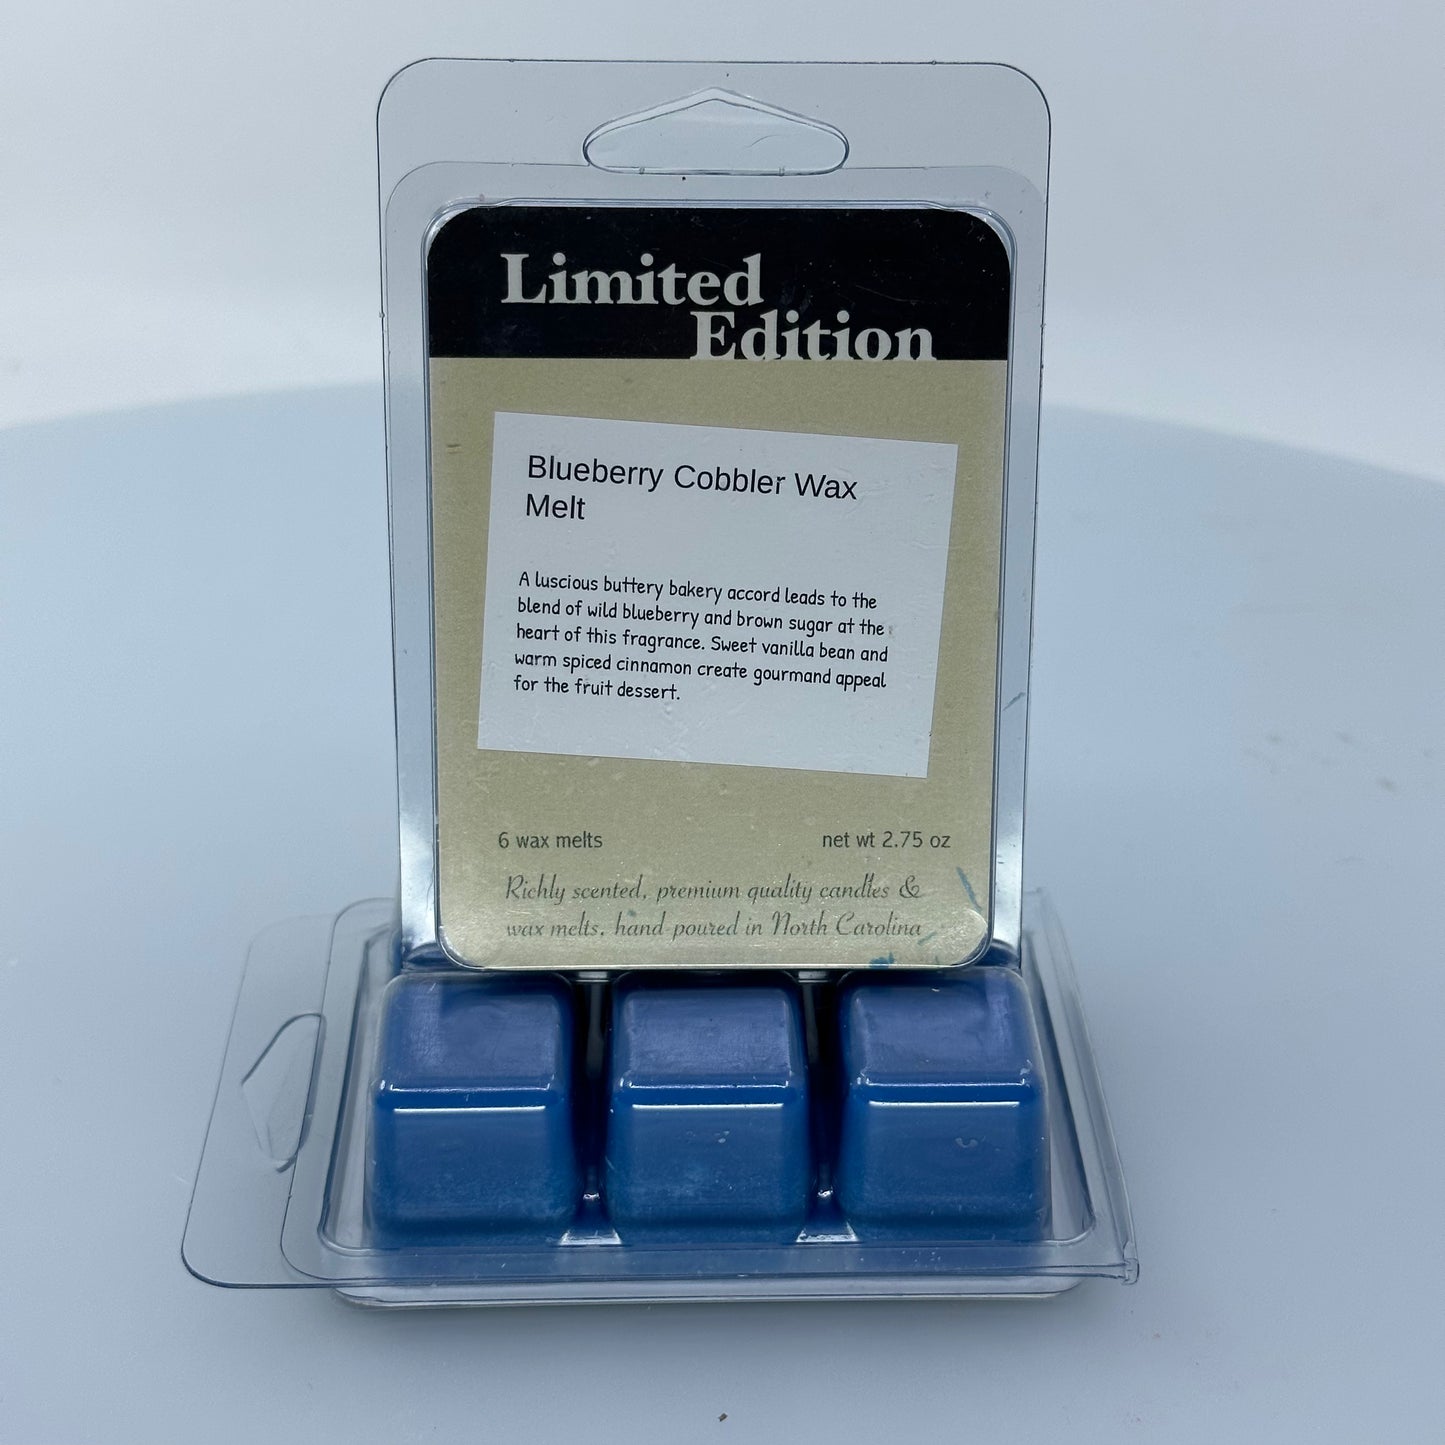 Limited
Edition
Blueberry Cobbler Wax
Melt
A luscious buttery bakery accord leads to the
blend of wild blueberry and brown sugar at the
heart of this fragrance. Sweet vanilla bean and
warm spiced cinnamon create gourmand appeal
for the fruit dessert.
6 wax melts net wt 2.75 oz
Richly scented, premium quality candles &
wax melts, hand-poured in North Carolina